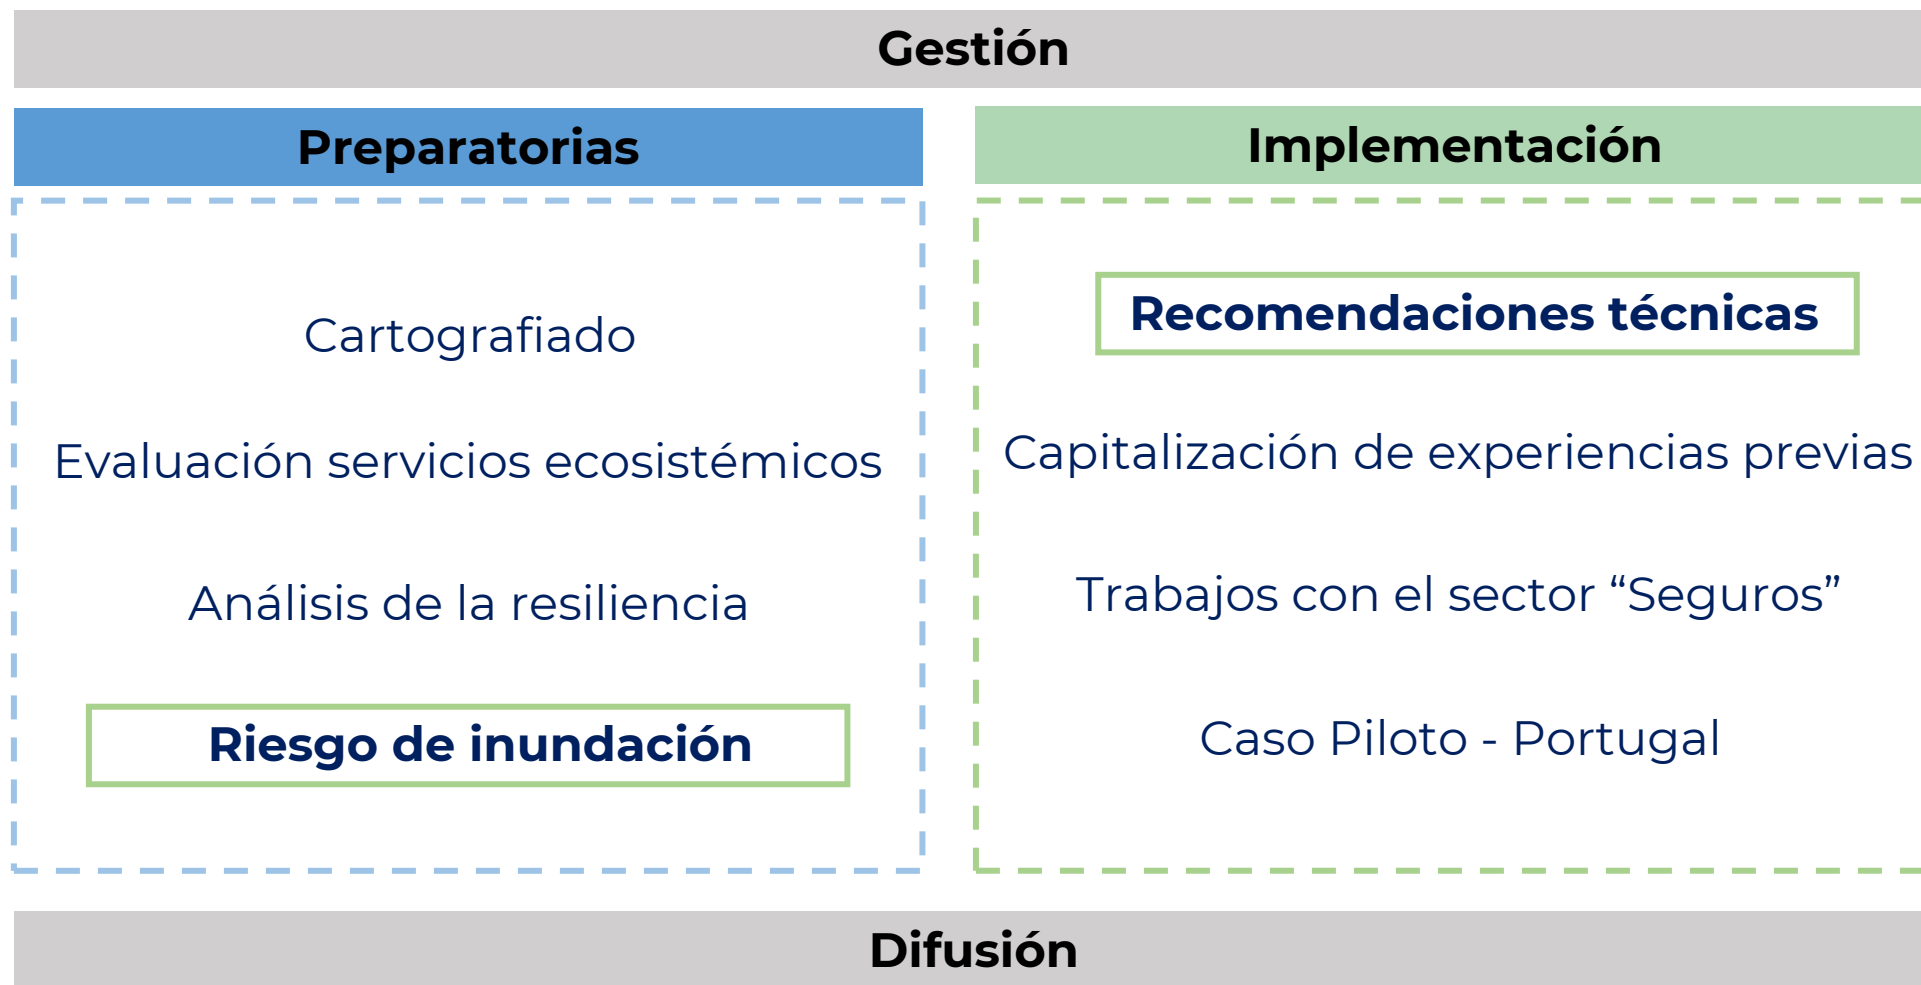 Gestión
Preparatorias
Cartografiado
Evaluación servicios ecosistémicos
Análisis de la resiliencia
Riesgo de inundación
Implementación
Recomendaciones técnicas
Capitalización de experiencias previas
Trabajos con el sector “Seguros”
Caso Piloto - Portugal
Difusión